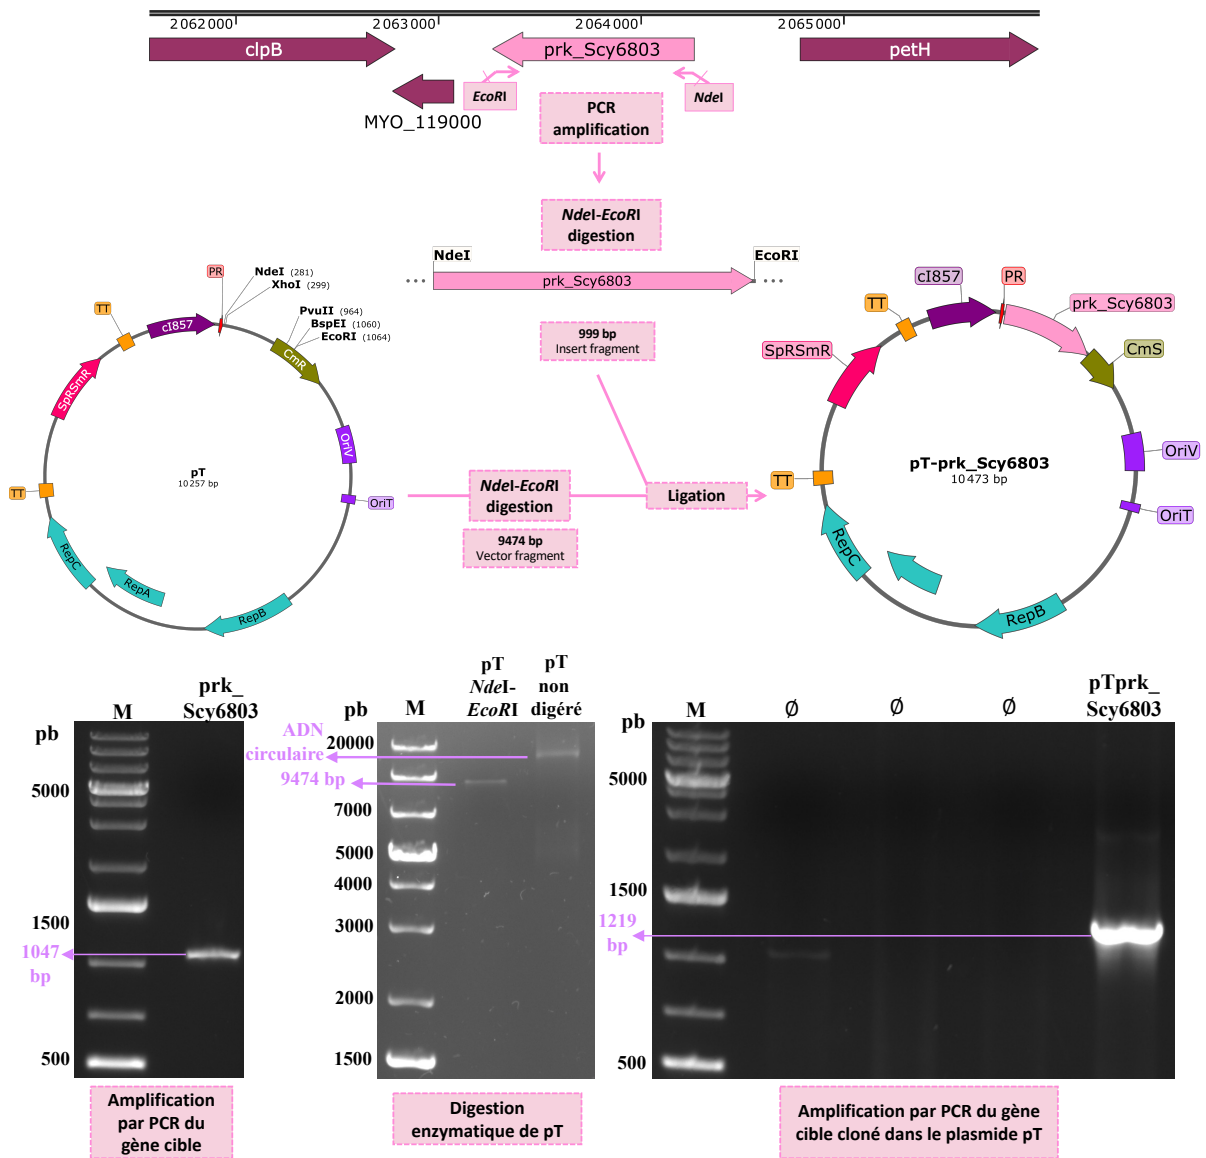 2062000 2063000 2064000 2065000
clpB
prk_Scy6803
petH
MYO_119000
EcoRI
NdeI
PCR
amplification
NdeI-EcoRI
digestion
NdeI
EcoRI
prk_Scy6803
999 bp
Insert fragment
PR
NdeI (281)
XhoI (299)
PvuII (964)
BspEI (1060)
EcoRI (1064)
TT
cI857
CmR
SpRSmR
OriV
pT
10257 bp
TT
OriT
RepC
RepA
RepB
NdeI-EcoRI
digestion
9474 bp
Vector fragment
Ligation
cI857
PR
TT
prk_Scy6803
SpRSmR
CmS
OriV
pT-prk_Scy6803
10473 bp
TT
OriT
RepC
RepB
prk_
Scy6803
M
pb
5000
1500
1047
bp
500
Amplification
par PCR du
gène cible
pT
NdeI-
EcoRI
pT
non
digéré
pb
M
ADN
circulaire
20000
9474 bp
7000
5000
4000
3000
2000
1500
Digestion
enzymatique de pT
pTprk_
Scy6803
pb
M
Ø
Ø
Ø
5000
1500
1219
bp
500
Amplification par PCR du gène
cible cloné dans le plasmide pT